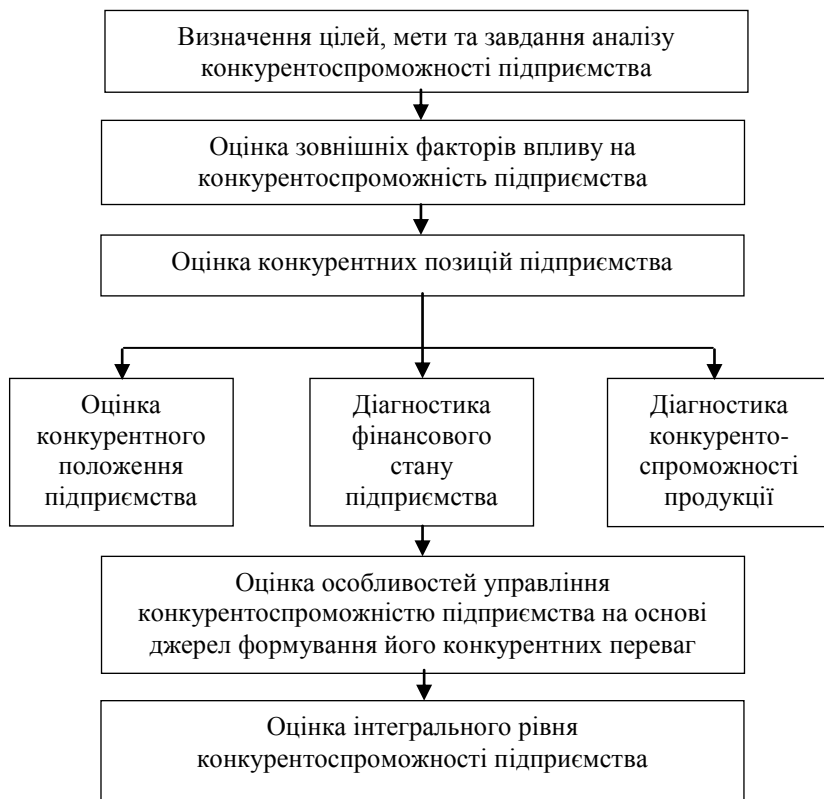 Визначення цілей, мети та завдання аналізу
конкурентоспроможності підприємства
Оцінка зовнішніх факторів впливу на
конкурентоспроможність підприємства
Оцінка конкурентних позицій підприємства
Оцінка
конкурентного
положення
підприємства
Діагностика
фінансового
стану
підприємства
Діагностика
конкуренто-
спроможності
продукції
Оцінка особливостей управління
конкурентоспроможністю підприємства на основі
джерел формування його конкурентних переваг
Оцінка інтегрального рівня
конкурентоспроможності підприємства